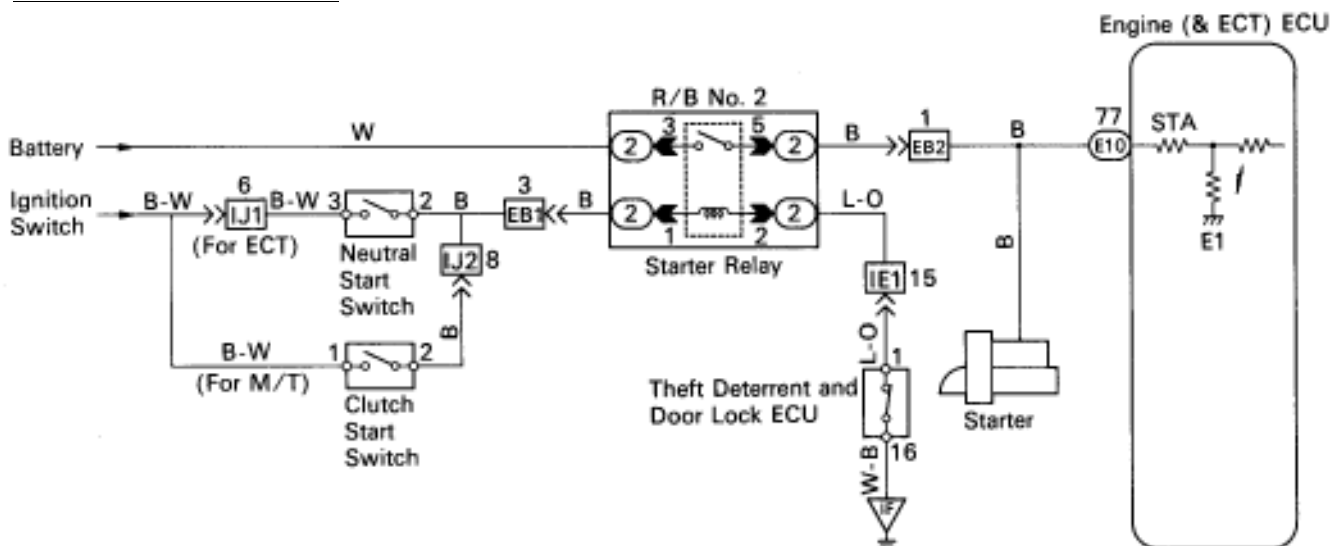 Engine (& ECT) ECU
R/B No. 2
Battery
W
3
5
2
2
B
1
EB2
B
77
E10
STA
E1
Ignition
Switch
B-W
6
IJ1
B-W
(For ECT)
3
2
Neutral
Start
Switch
B
3
EB1
B
2
2
1
2
Starter Relay
L-O
IJ2
8
B
B-W
(For M/T)
1
2
Clutch
Start
Switch
IE1
15
L-O
1
Theft Deterrent and
Door Lock ECU
16
W-B
IF
B
Starter